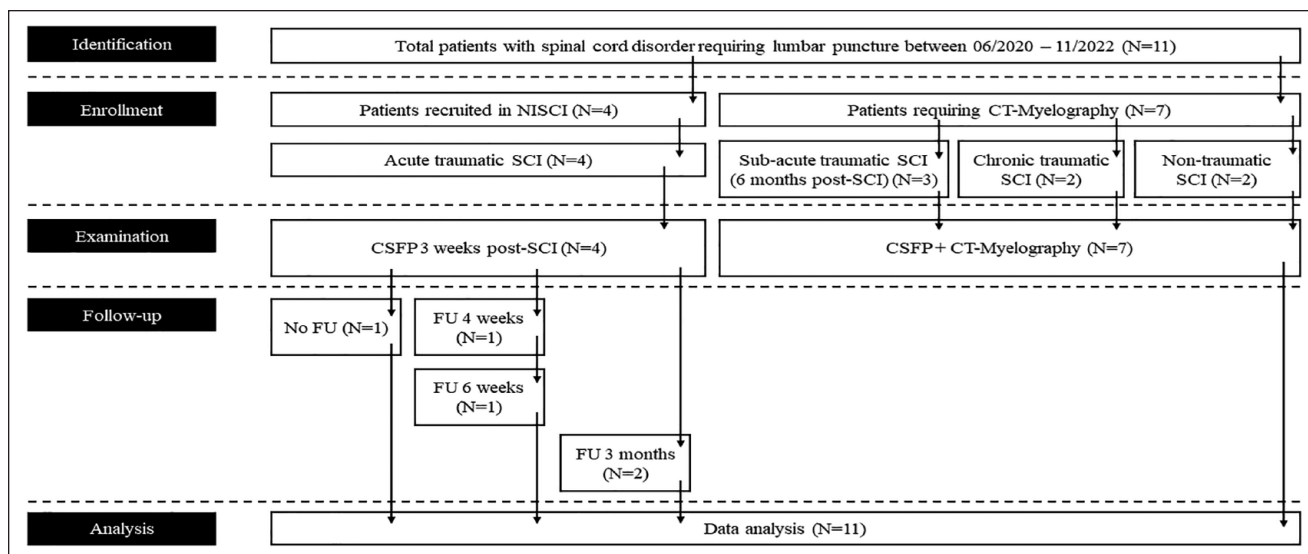 Identification
Total patients with spinal cord disorder requiring lumbar puncture between 06/2020 – 11/2022 (N=11)
Enrollment
Patients recruited in NISCI (N=4)
Patients requiring CT-Myelography (N=7)
Acute traumatic SCI (N=4)
Sub-acute traumatic SCI
(6 months post-SCI) (N=3)
Chronic traumatic
SCI (N=2)
Non-traumatic
SCI (N=2)
Examination
CSFP 3 weeks post-SCI (N=4)
CSFP + CT-Myelography (N=7)
Follow-up
No FU (N=1)
FU 4 weeks
(N=1)
FU 6 weeks
(N=1)
FU 3 months
(N=2)
Analysis
Data analysis (N=11)